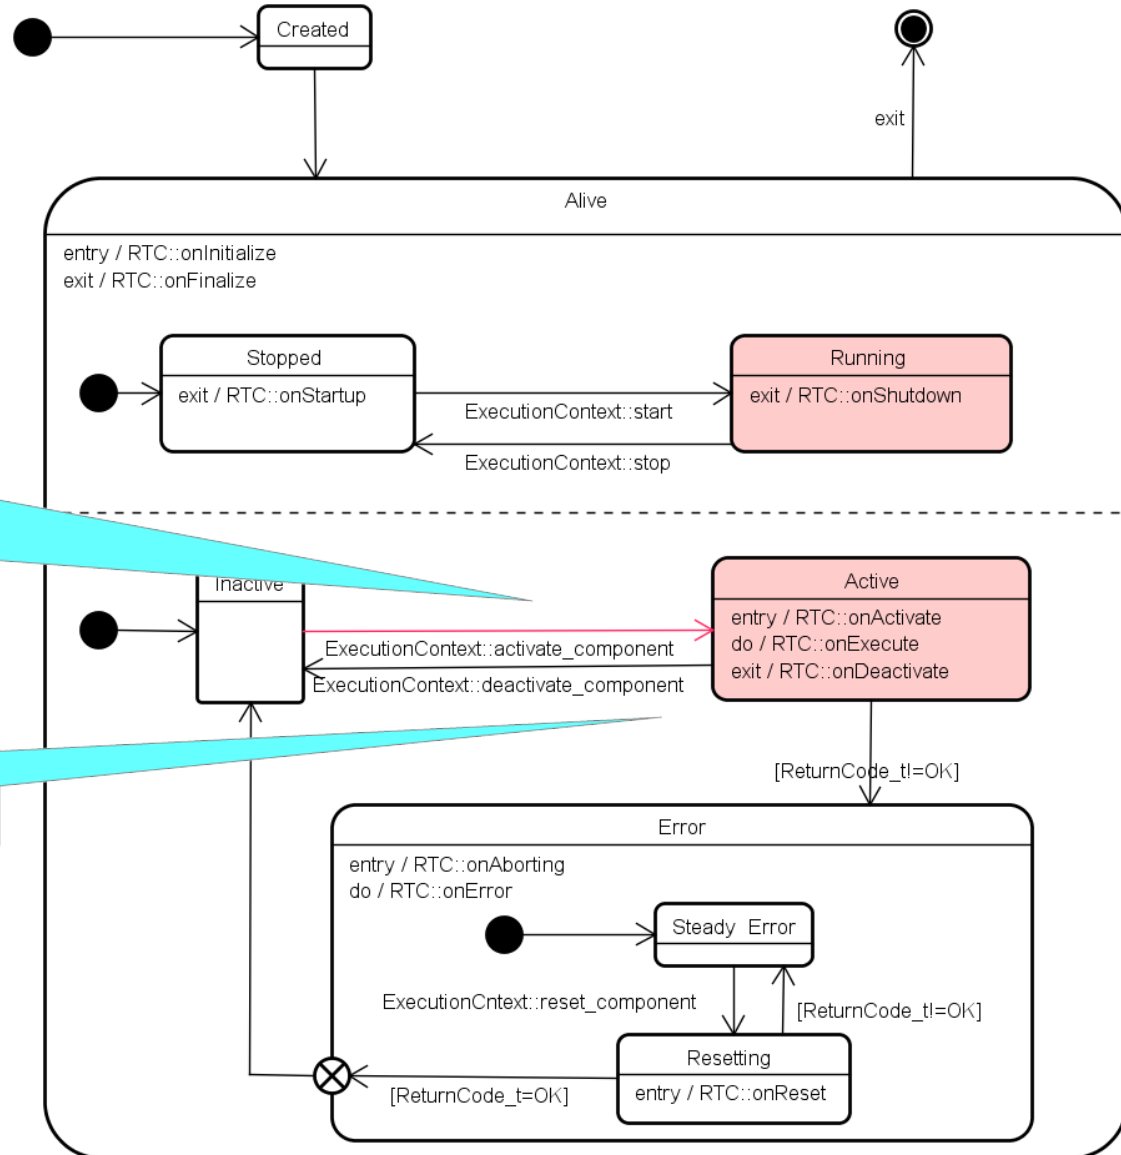 Created
exit
Alive
entry / RTC::onInitialize
exit / RTC::onFinalize
Stopped
exit / RTC::onStartup
Running
exit / RTC::onShutdown
ExecutionContext::start
ExecutionContext::stop
Inactive
Active
entry / RTC::onActivate
do / RTC::onExecute
exit / RTC::onDeactivate
ExecutionContext::activate_component
ExecutionContext::deactivate_component
[ReturnCode_t!=OK]
Error
entry / RTC::onAborting
do / RTC::onError
Steady Error
ExecutionCntext::reset_component
[ReturnCode_t!=OK]
Resetting
entry / RTC::onReset
[ReturnCode_t=OK]